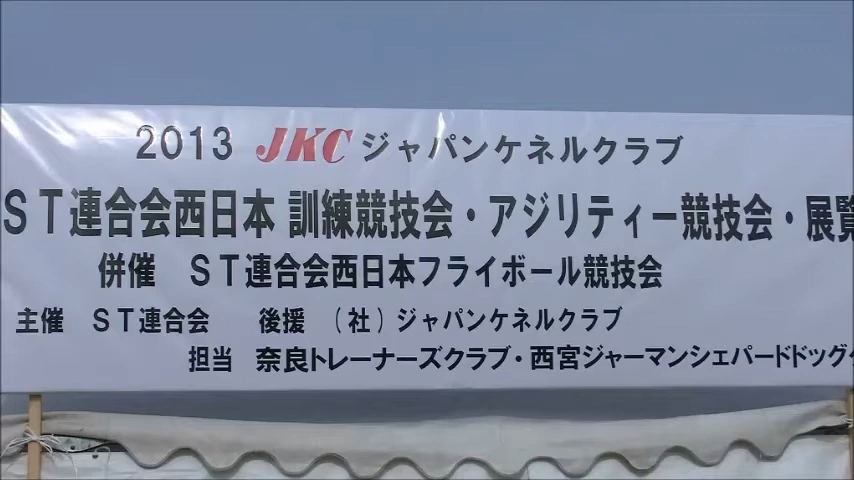 2013 JKC ジャパンケネルクラブ
ST連合会西日本 訓練競技会・アジリティー競技会・展覧
併催 ST連合会西日本フライボール競技会
主催 ST連合会 後援 (社)ジャパンケネルクラブ
担当 奈良トレーナーズクラブ・西宮ジャーマンシェパードドッグ